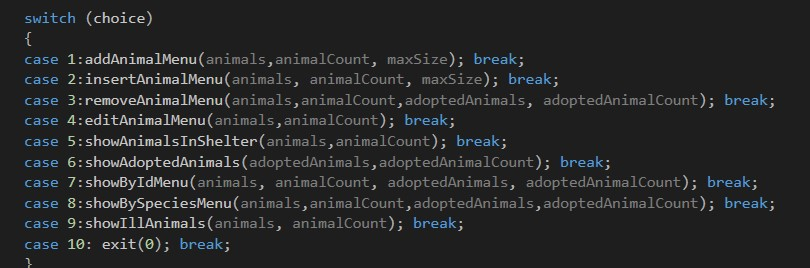 switch (choice)
{
case 1:addAnimalMenu(animals,animalCount, maxSize); break;
case 2:insertAnimalMenu(animals, animalCount, maxSize); break;
case 3:removeAnimalMenu(animals,animalCount,adoptedAnimals, adoptedAnimalCount); break;
case 4:editAnimalMenu(animals,animalCount); break;
case 5:showAnimalsInShelter(animals,animalCount); break;
case 6:showAdoptedAnimals(adoptedAnimals,adoptedAnimalCount); break;
case 7:showByIdMenu(animals, animalCount, adoptedAnimals, adoptedAnimalCount); break;
case 8:showBySpeciesMenu(animals,animalCount,adoptedAnimals,adoptedAnimalCount); break;
case 9:showIllAnimals(animals, animalCount); break;
case 10: exit(0); break;
}